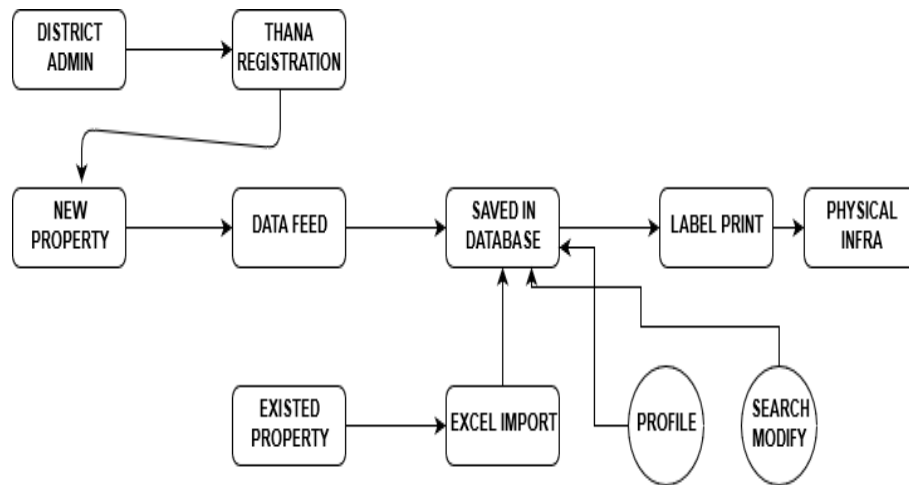 DISTRICT
ADMIN
THANA
REGISTRATION
NEW
PROPERTY
DATA FEED
SAVED IN
DATABASE
LABEL PRINT
PHYSICAL
INFRA
EXISTED
PROPERTY
EXCEL IMPORT
PROFILE
SEARCH
MODIFY